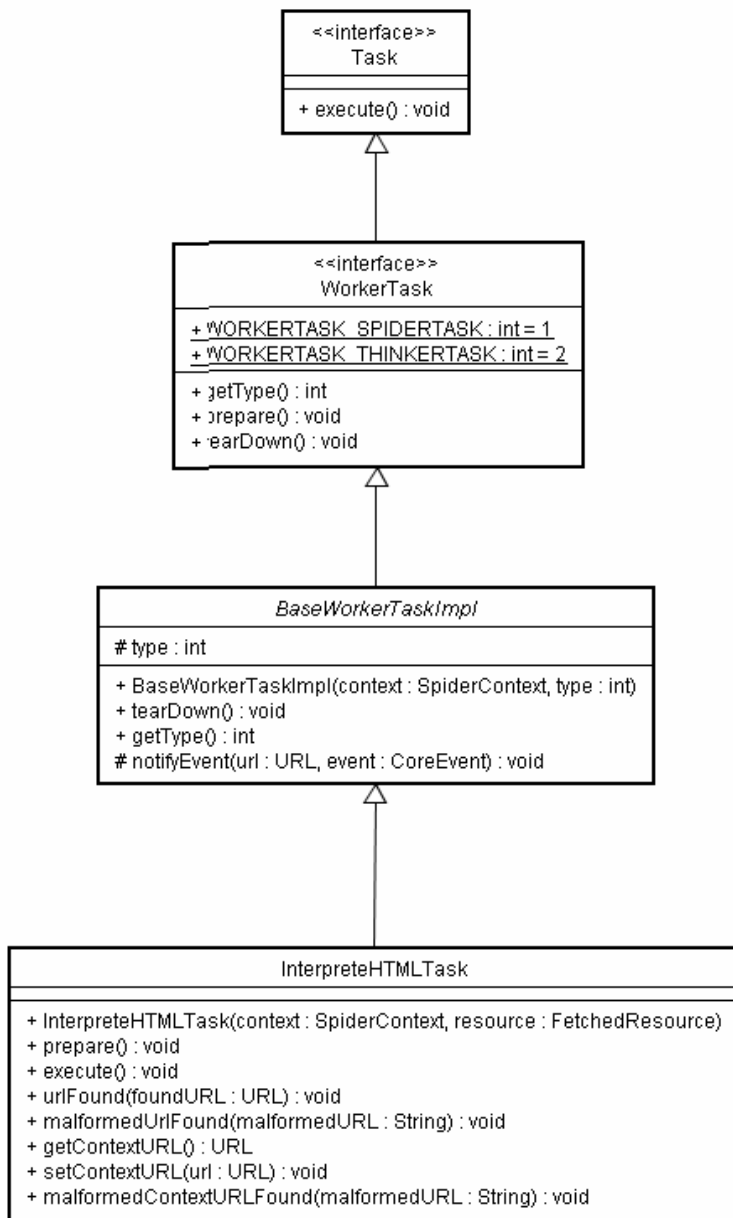 <<interface>>
Task
+ execute() : void
<<interface>>
WorkerTask
+ WORKERTASK_SPIDERTASK : int = 1
+ WORKERTASK_THINKERTASK : int = 2
+ getType() : int
+ prepare() : void
+ tearDown() : void
BaseWorkerTaskImpl
# type : int
+ BaseWorkerTaskImpl(context : SpiderContext, type : int)
+ tearDown() : void
+ getType() : int
# notifyEvent(url : URL, event : CoreEvent) : void
InterpreteHTMLTask
+ InterpreteHTMLTask(context : SpiderContext, resource : FetchedResource)
+ prepare() : void
+ execute() : void
+ urlFound(foundURL : URL) : void
+ malformedUrlFound(malformedURL : String) : void
+ getContextURL() : URL
+ setContextURL(url : URL) : void
+ malformedContextURLFound(malformedURL : String) : void